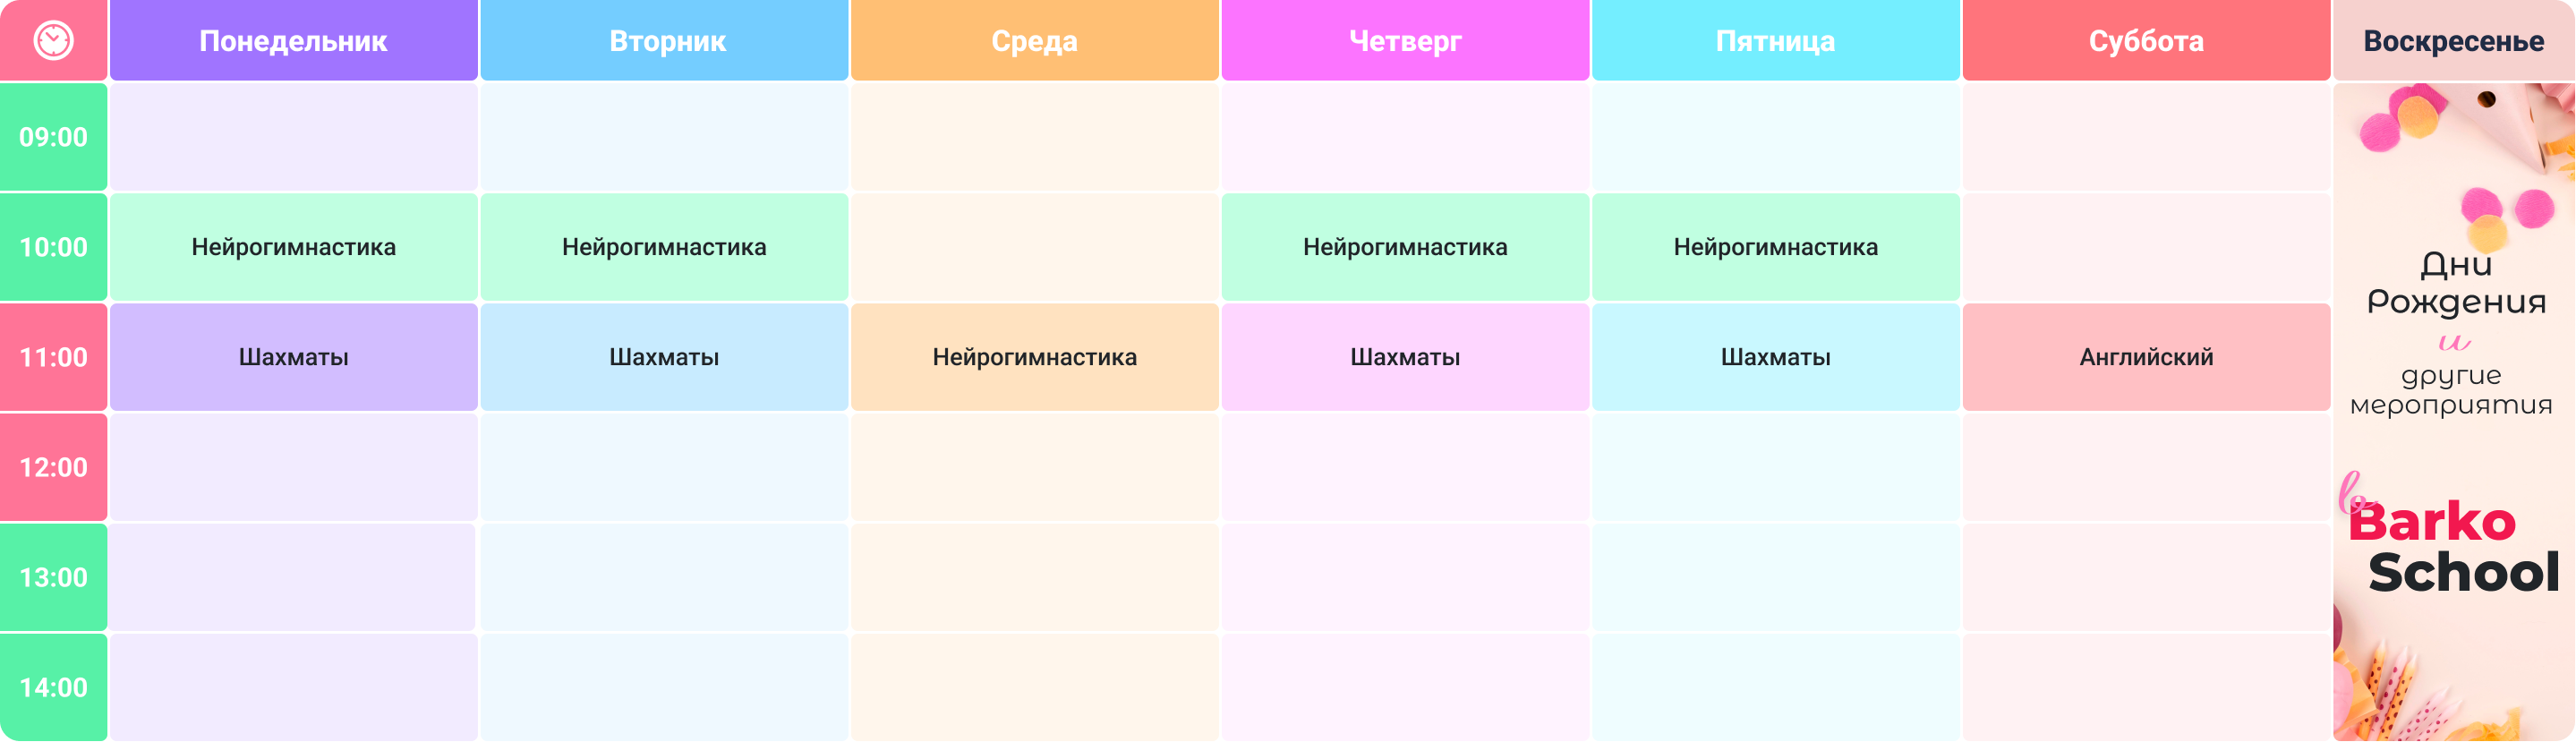 Понедельник Вторник Среда Четверг Пятница Суббота Воскресенье
09:00
10:00 Нейрогимнастика Нейрогимнастика Нейрогимнастика Нейрогимнастика
11:00 Шахматы Шахматы Нейрогимнастика Шахматы Шахматы Английский
12:00
13:00
14:00
Дни
Рождения
и
другие
мероприятия
в
Barko
School